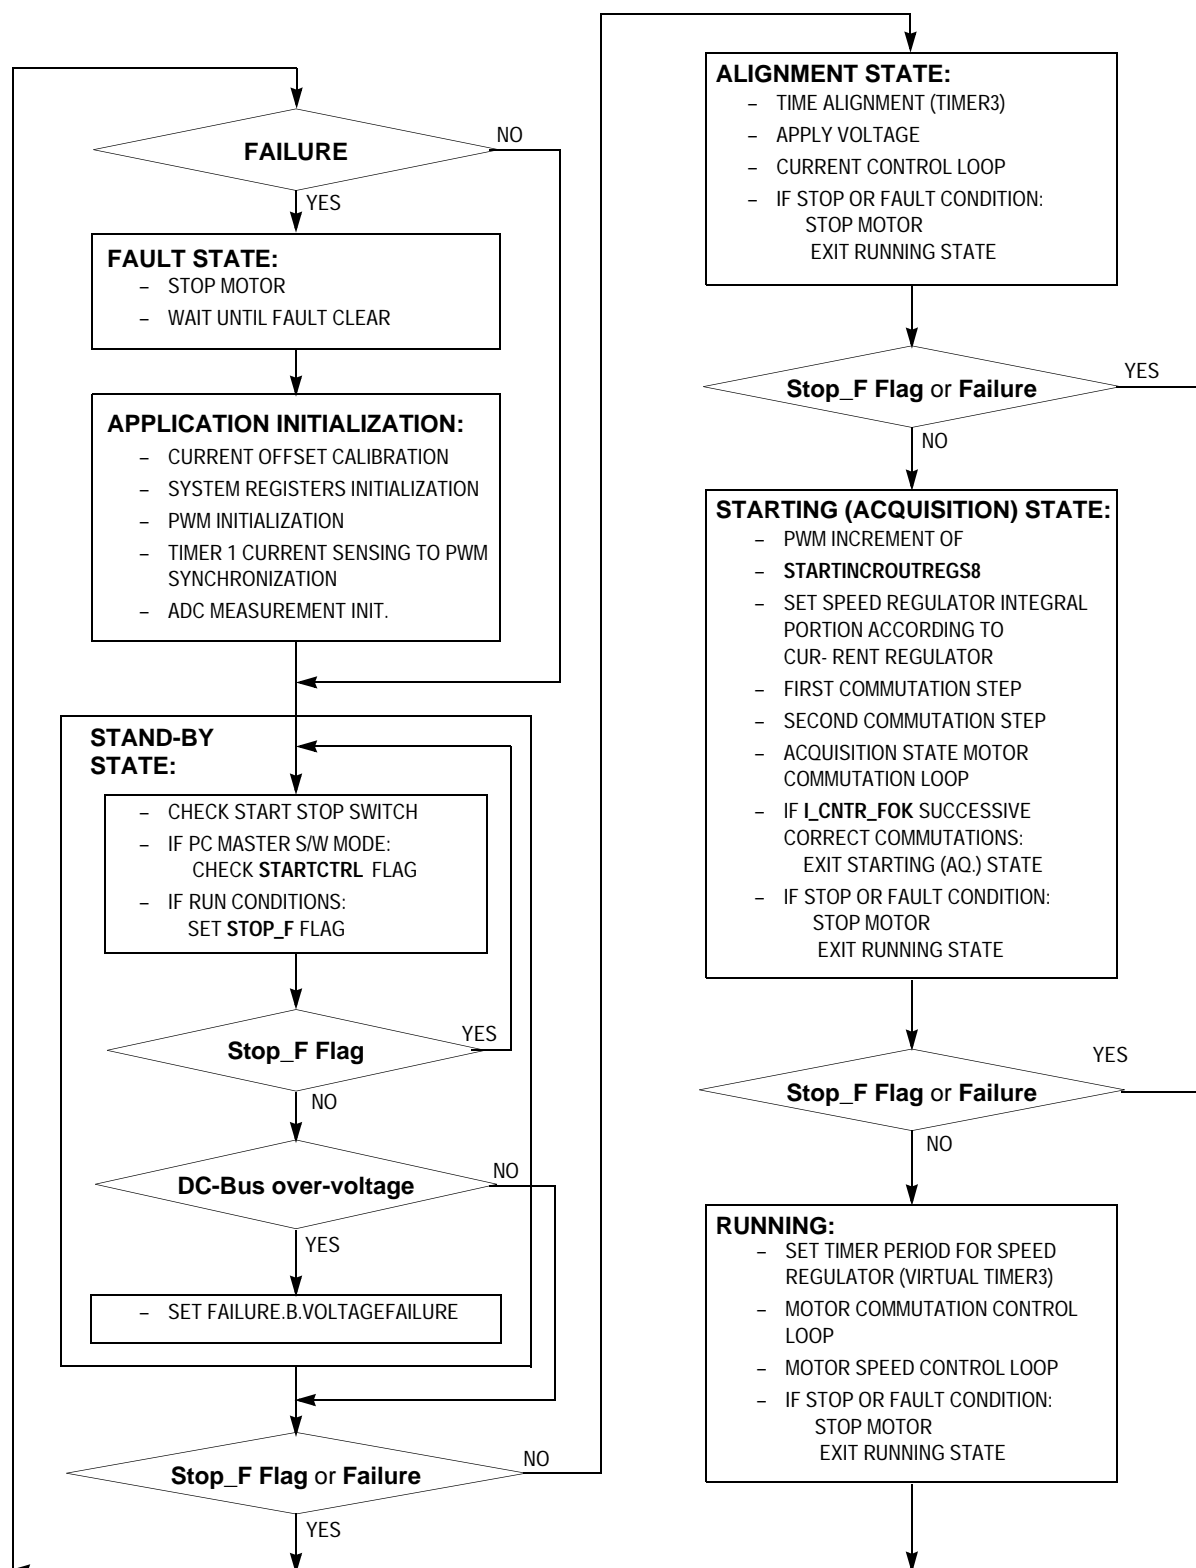 FAILURE
NO
YES
FAULT STATE:
– STOP MOTOR
– WAIT UNTIL FAULT CLEAR
APPLICATION INITIALIZATION:
– CURRENT OFFSET CALIBRATION
– SYSTEM REGISTERS INITIALIZATION
– PWM INITIALIZATION
– TIMER 1 CURRENT SENSING TO PWM
SYNCHRONIZATION
– ADC MEASUREMENT INIT.
STAND-BY
STATE:
– CHECK START STOP SWITCH
– IF PC MASTER S/W MODE:
CHECK STARTCTRL FLAG
– IF RUN CONDITIONS:
SET STOP_F FLAG
Stop_F Flag
YES
NO
DC-Bus over-voltage
NO
YES
– SET FAILURE.B.VOLTAGEFAILURE
Stop_F Flag or Failure
NO
YES
ALIGNMENT STATE:
– TIME ALIGNMENT (TIMER3)
– APPLY VOLTAGE
– CURRENT CONTROL LOOP
– IF STOP OR FAULT CONDITION:
STOP MOTOR
EXIT RUNNING STATE
Stop_F Flag or Failure
YES
NO
STARTING (ACQUISITION) STATE:
– PWM INCREMENT OF
– STARTINCROUTREGS8
– SET SPEED REGULATOR INTEGRAL
PORTION ACCORDING TO
CUR- RENT REGULATOR
– FIRST COMMUTATION STEP
– SECOND COMMUTATION STEP
– ACQUISITION STATE MOTOR
COMMUTATION LOOP
– IF I_CNTR_FOK SUCCESSIVE
CORRECT COMMUTATIONS:
EXIT STARTING (AQ.) STATE
– IF STOP OR FAULT CONDITION:
STOP MOTOR
EXIT RUNNING STATE
YES
Stop_F Flag or Failure
NO
RUNNING:
– SET TIMER PERIOD FOR SPEED
REGULATOR (VIRTUAL TIMER3)
– MOTOR COMMUTATION CONTROL
LOOP
– MOTOR SPEED CONTROL LOOP
– IF STOP OR FAULT CONDITION:
STOP MOTOR
EXIT RUNNING STATE